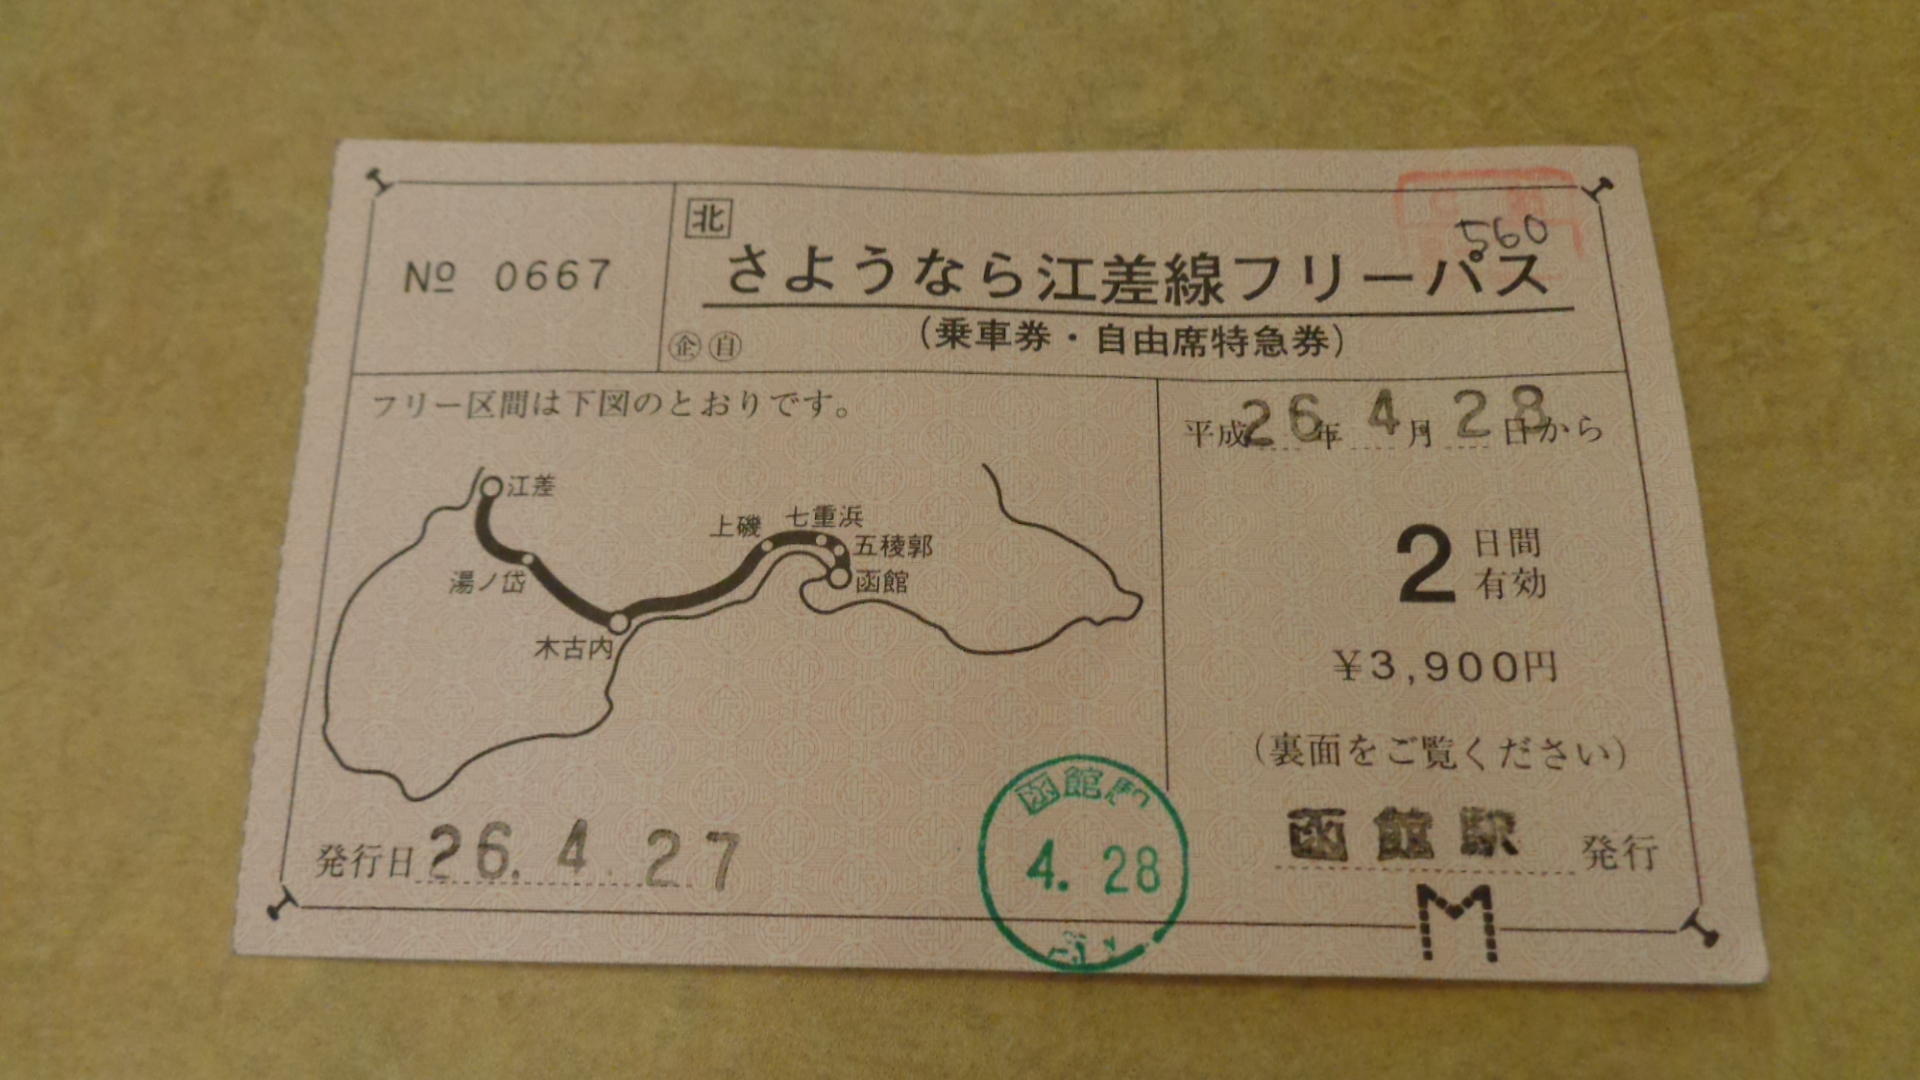 北
№ 0667
560
さようなら江差線フリーパス
企 自
(乗車券・自由席特急券)
フリー区間は下図のとおりです。
平成26年4月28日から
江差
上磯
七重浜
五稜郭
函館
湯ノ岱
木古内
2日間有効
¥3,900円
(裏面をご覧ください)
函館駅
4. 28
函館駅 発行
発行日 26. 4. 27